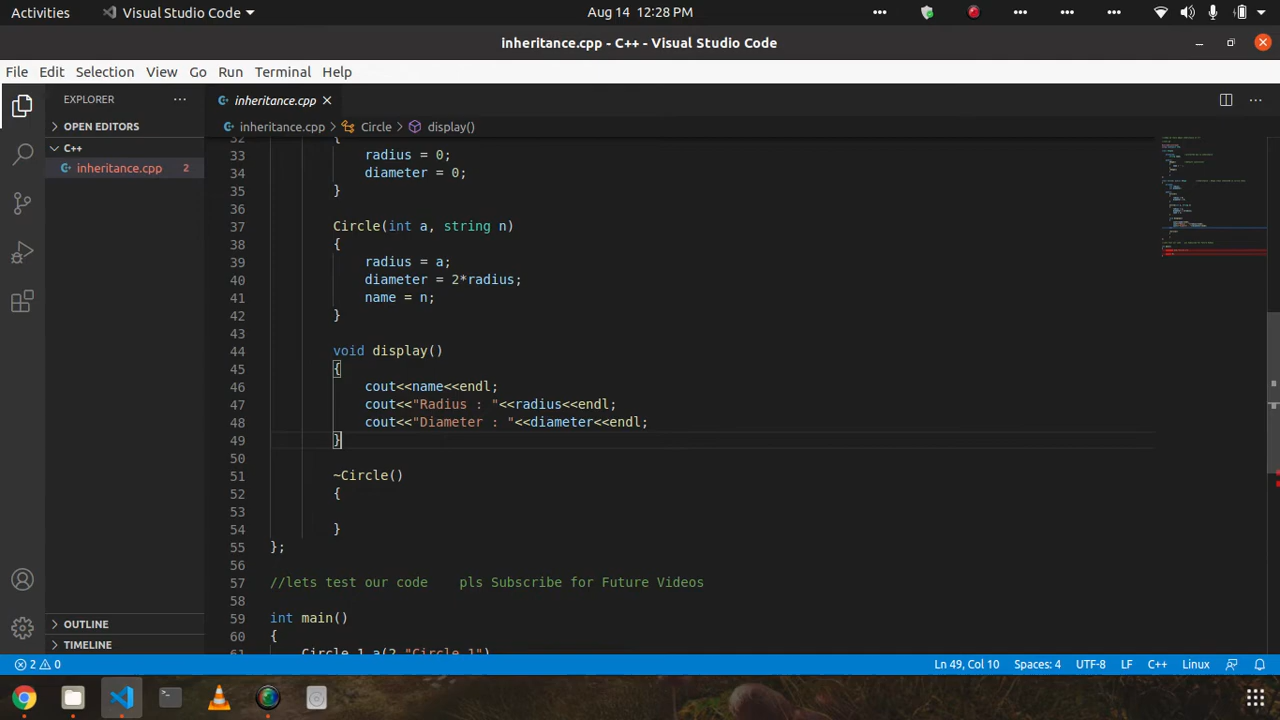 Activities Visual Studio Code Aug 14 12:28 PM
inheritance.cpp - C++ - Visual Studio Code
File Edit Selection View Go Run Terminal Help
EXPLORER
inheritance.cpp
OPEN EDITORS
inheritance.cpp > Circle > display()
C++
inheritance.cpp 2
32 {
33 radius = 0;
34 diameter = 0;
35 }
36
37 Circle(int a, string n)
38 {
39 radius = a;
40 diameter = 2*radius;
41 name = n;
42 }
43
44 void display()
45 {
46 cout<<name<<endl;
47 cout<<"Radius : "<<radius<<endl;
48 cout<<"Diameter : "<<diameter<<endl;
49 }
50
51 ~Circle()
52 {
53
54 }
55 };
56
57 //lets test our code pls Subscribe for Future Videos
58
59 int main()
60 {
61 Circle 1 a(2,"Circle 1")
OUTLINE
TIMELINE
2 0 Ln 49, Col 10 Spaces: 4 UTF-8 LF C++ Linux